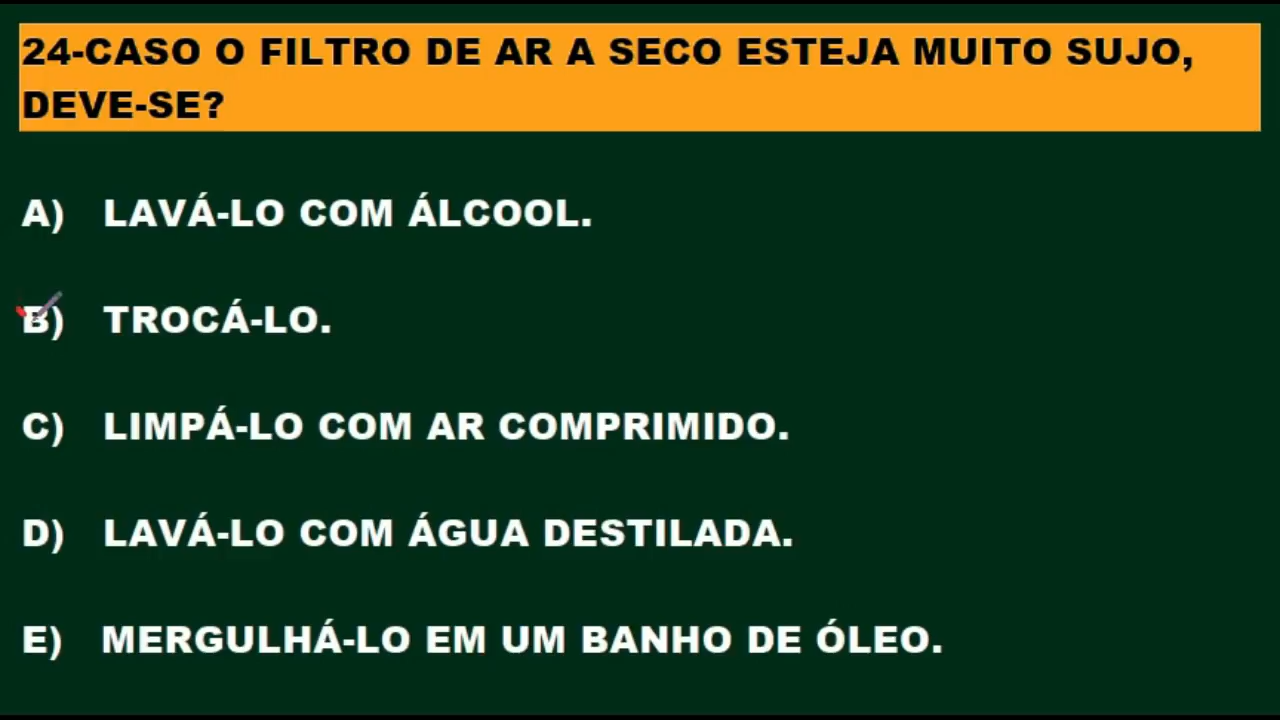 24-CASO O FILTRO DE AR A SECO ESTEJA MUITO SUJO,
DEVE-SE?
A) LAVÁ-LO COM ÁLCOOL.
B) TROCÁ-LO.
C) LIMPÁ-LO COM AR COMPRIMIDO.
D) LAVÁ-LO COM ÁGUA DESTILADA.
E) MERGULHÁ-LO EM UM BANHO DE ÓLEO.